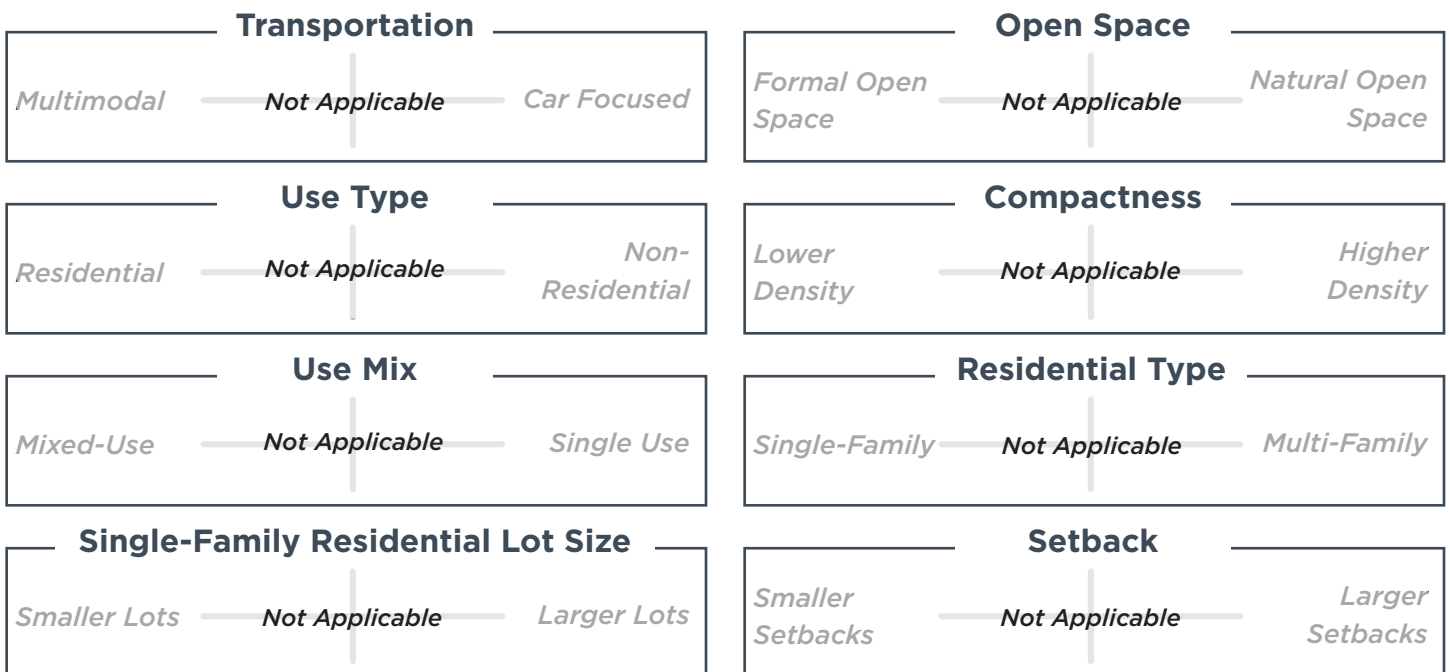 Transportation
Multimodal
Not Applicable
Car Focused
Open Space
Formal Open
Space
Not Applicable
Natural Open
Space
Use Type
Residential
Not Applicable
Non-
Residential
Compactness
Lower
Density
Not Applicable
Higher
Density
Use Mix
Mixed-Use
Not Applicable
Single Use
Residential Type
Single-Family
Not Applicable
Multi-Family
Single-Family Residential Lot Size
Smaller Lots
Not Applicable
Larger Lots
Setback
Smaller
Setbacks
Not Applicable
Larger
Setbacks